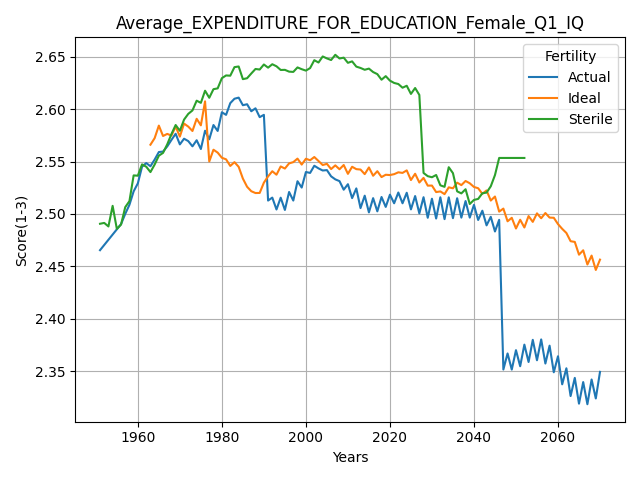 Average_EXPENDITURE_FOR_EDUCATION_Female_Q1_IQ
Fertility
Actual
Ideal
Sterile
Score(1-3)
2.65
2.60
2.55
2.50
2.45
2.40
2.35
1960 1980 2000 2020 2040 2060
Years